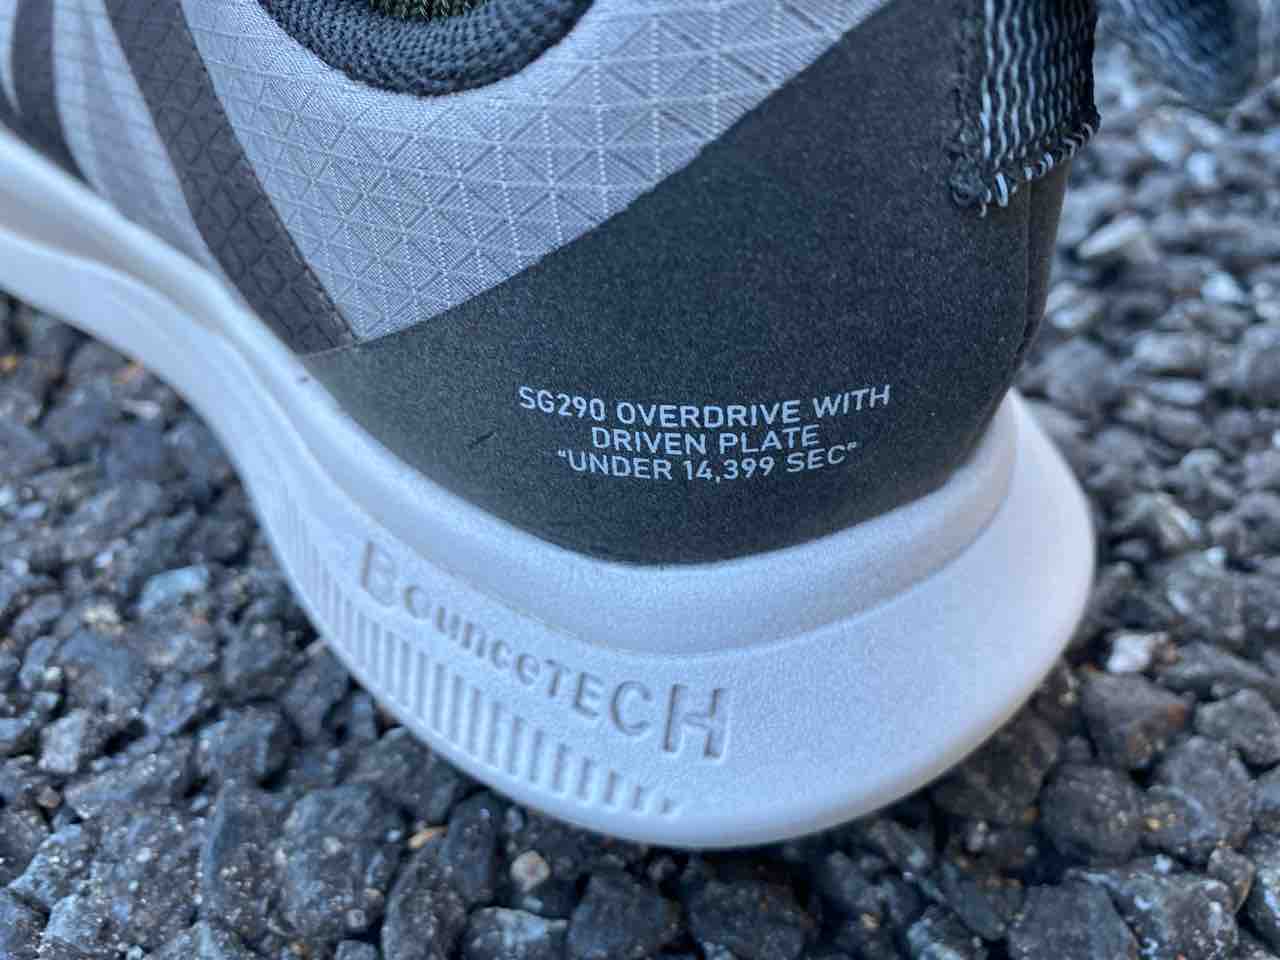 SG290 OVERDRIVE WITH
DRIVEN PLATE
"UNDER 14,399 SEC"
BounceTECH